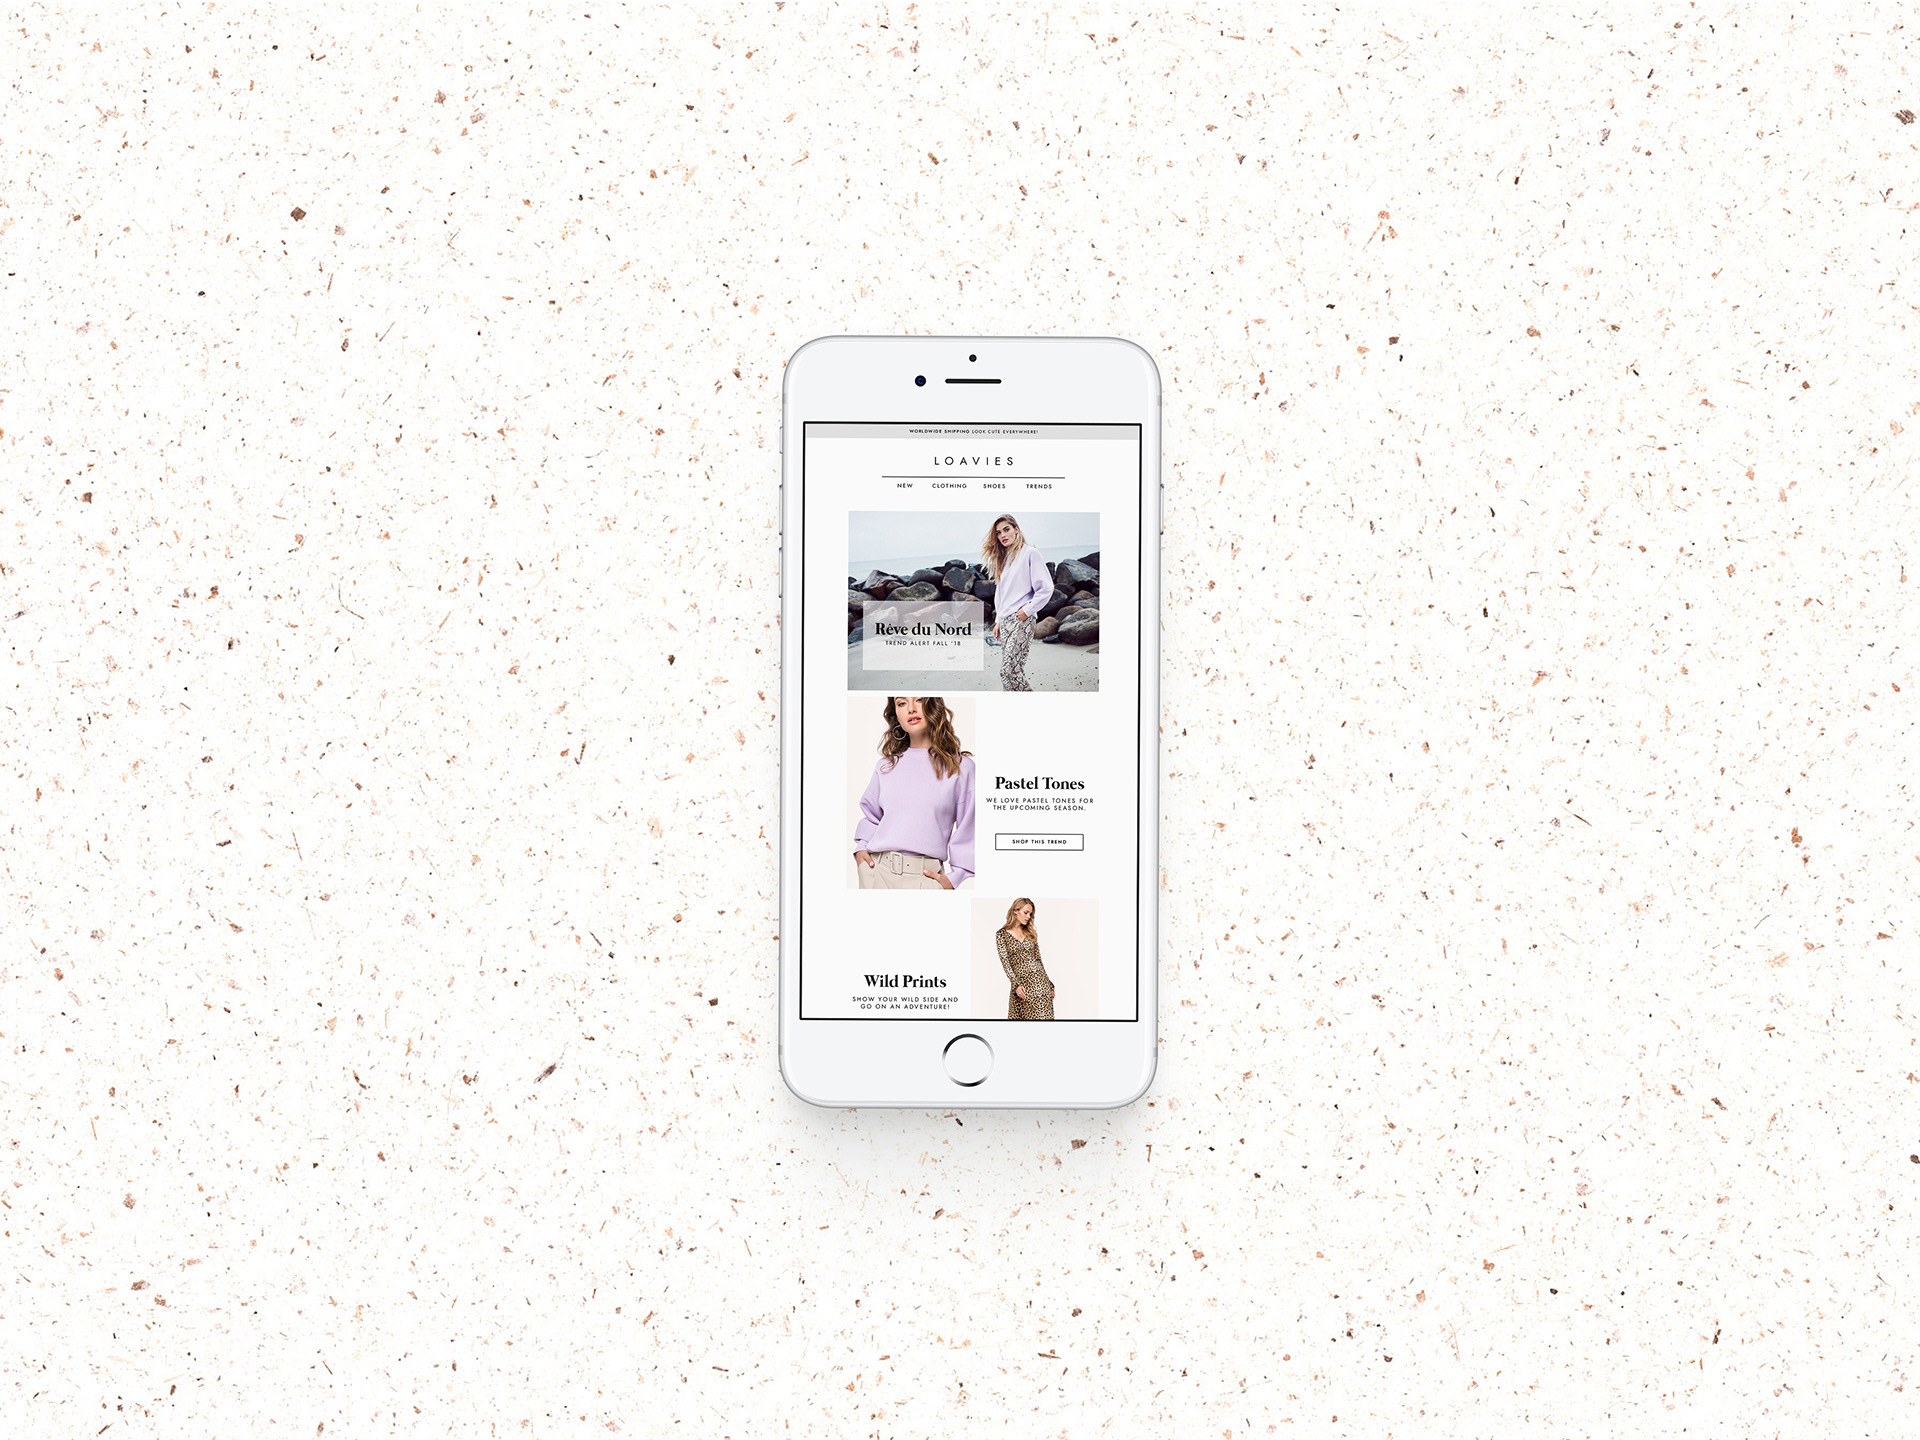 WORLDWIDE SHIPPING LOOK CUTE EVERYWHERE!
LOAVIES
NEW CLOTHING SHOES TRENDS
Rêve du Nord
TREND ALERT FALL '18
Pastel Tones
WE LOVE PASTEL TONES FOR
THE UPCOMING SEASON.
SHOP THIS TREND
Wild Prints
SHOW YOUR WILD SIDE AND
GO ON AN ADVENTURE!